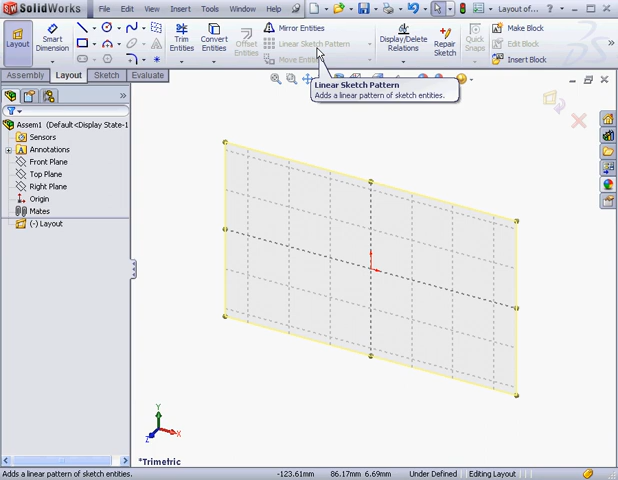 SolidWorks
File Edit View Insert Tools
Layout of...
Layout
Smart
Dimension
Trim
Entities
Convert
Entities
Offset
Entities
Mirror Entities
Linear Sketch Pattern
Move Entities
Display/Delete
Relations
Repair
Sketch
Quick
Snaps
Make Block
Edit Block
Insert Block
Assembly Layout Sketch Evaluate
Linear Sketch Pattern
Adds a linear pattern of sketch entities.
Assem1 (Default<Display State-1
Sensors
Annotations
Front Plane
Top Plane
Right Plane
Origin
Mates
(-) Layout
Y
X
Z
*Trimetric
Adds a linear pattern of sketch entities.
-123.61mm 86.17mm 6.69mm Under Defined Editing Layout